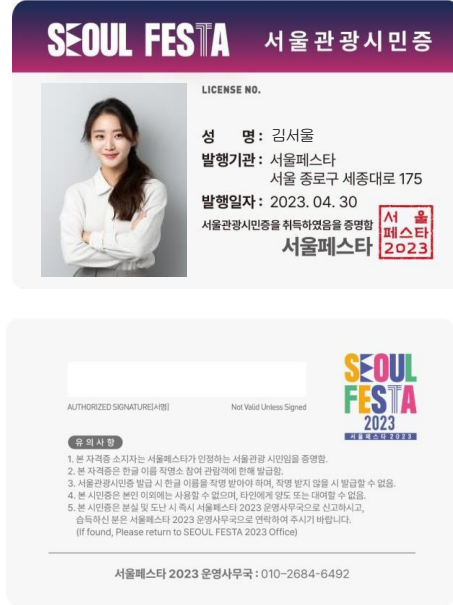 SEOUL FESTA 서울관광시민증
LICENSE NO.
성 명 : 김서울
발행기관 : 서울페스타
서울 종로구 세종대로 175
발행일자 : 2023. 04. 30
서울관광시민증을 취득하였음을 증명함
서울페스타
서 울
페스타
2023
SEOUL
FESTA
2023
서울페스타 2023
AUTHORIZED SIGNATURE[서명] Not Valid Unless Signed
유의사항
1. 본 자격증 소지자는 서울페스타가 인정하는 서울관광 시민임을 증명함.
2. 본 자격증은 한글 이름 작명소 참여 관람객에 한해 발급함.
3. 서울관광시민증 발급 시 한글 이름을 작명 받아야 하며, 작명 받지 않을 시 발급할 수 없음.
4. 본 시민증은 본인 이외에는 사용할 수 없으며, 타인에게 양도 또는 대여할 수 없음.
5. 본 시민증은 분실 및 도난 시 즉시 서울페스타 2023 운영사무국으로 신고하시고,
습득하신 분은 서울페스타 2023 운영사무국으로 연락하여 주시기 바랍니다.
(If found, Please return to SEOUL FESTA 2023 Office)
서울페스타 2023 운영사무국 : 010-2684-6492